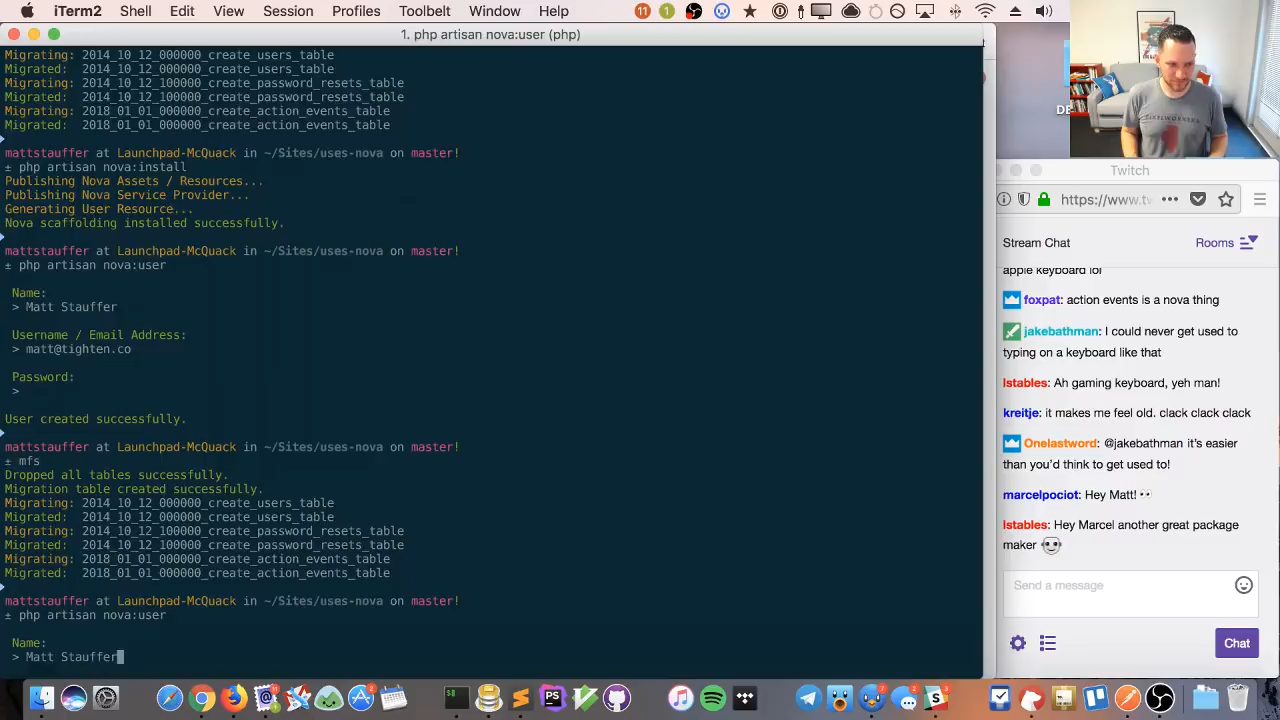 iTerm2 Shell Edit View Session Profiles Toolbelt Window Help 11 1
1. php artisan nova:user (php)
Migrating: 2014_10_12_000000_create_users_table
Migrated: 2014_10_12_000000_create_users_table
Migrating: 2014_10_12_100000_create_password_resets_table
Migrated: 2014_10_12_100000_create_password_resets_table
Migrating: 2018_01_01_000000_create_action_events_table
Migrated: 2018_01_01_000000_create_action_events_table
mattstauffer at Launchpad-McQuack in ~/Sites/uses-nova on master!
± php artisan nova:install
Publishing Nova Assets / Resources...
Publishing Nova Service Provider...
Generating User Resource...
Nova scaffolding installed successfully.
mattstauffer at Launchpad-McQuack in ~/Sites/uses-nova on master!
± php artisan nova:user
Name:
> Matt Stauffer
Username / Email Address:
> matt@tighten.co
Password:
>
User created successfully.
mattstauffer at Launchpad-McQuack in ~/Sites/uses-nova on master!
± mfs
Dropped all tables successfully.
Migration table created successfully.
Migrating: 2014_10_12_000000_create_users_table
Migrated: 2014_10_12_000000_create_users_table
Migrating: 2014_10_12_100000_create_password_resets_table
Migrated: 2014_10_12_100000_create_password_resets_table
Migrating: 2018_01_01_000000_create_action_events_table
Migrated: 2018_01_01_000000_create_action_events_table
mattstauffer at Launchpad-McQuack in ~/Sites/uses-nova on master!
± php artisan nova:user
Name:
> Matt Stauffer
DE
Twitch
https://www.tw
Stream Chat Rooms
apple keyboard lol
foxpat: action events is a nova thing
jakebathman: I could never get used to
typing on a keyboard like that
lstables: Ah gaming keyboard, yeh man!
kreitje: it makes me feel old. clack clack clack
Onelastword: @jakebathman it's easier
than you'd think to get used to!
marcelpociot: Hey Matt! 👀
lstables: Hey Marcel another great package
maker
Send a message
Chat